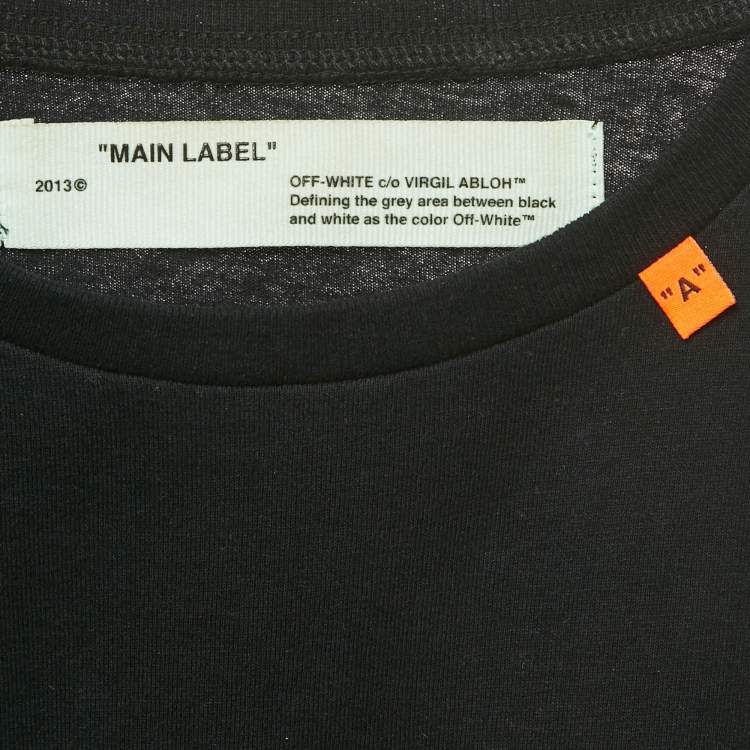 "MAIN LABEL"
2013©
OFF-WHITE c/o VIRGIL ABLOH™
Defining the grey area between black
and white as the color Off-White™
"A"